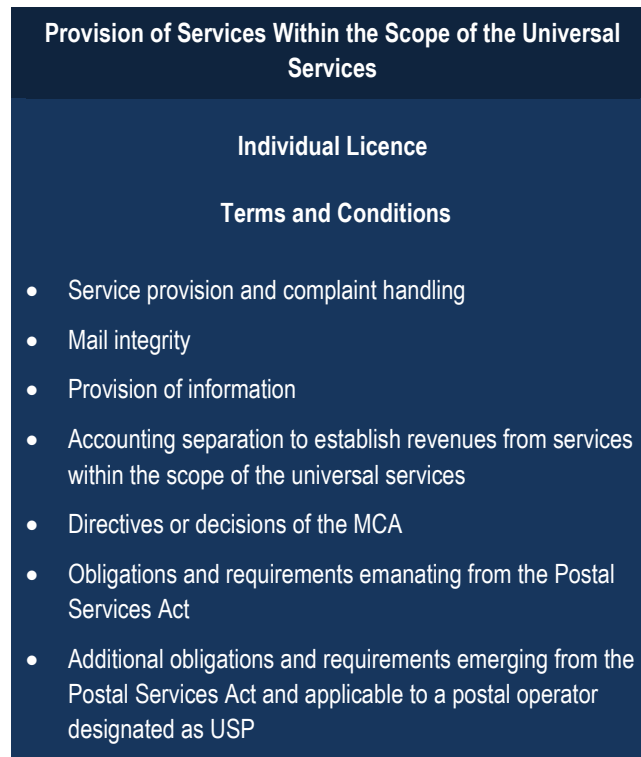 Provision of Services Within the Scope of the Universal
Services
Individual Licence
Terms and Conditions
• Service provision and complaint handling
• Mail integrity
• Provision of information
• Accounting separation to establish revenues from services
within the scope of the universal services
• Directives or decisions of the MCA
• Obligations and requirements emanating from the Postal
Services Act
• Additional obligations and requirements emerging from the
Postal Services Act and applicable to a postal operator
designated as USP